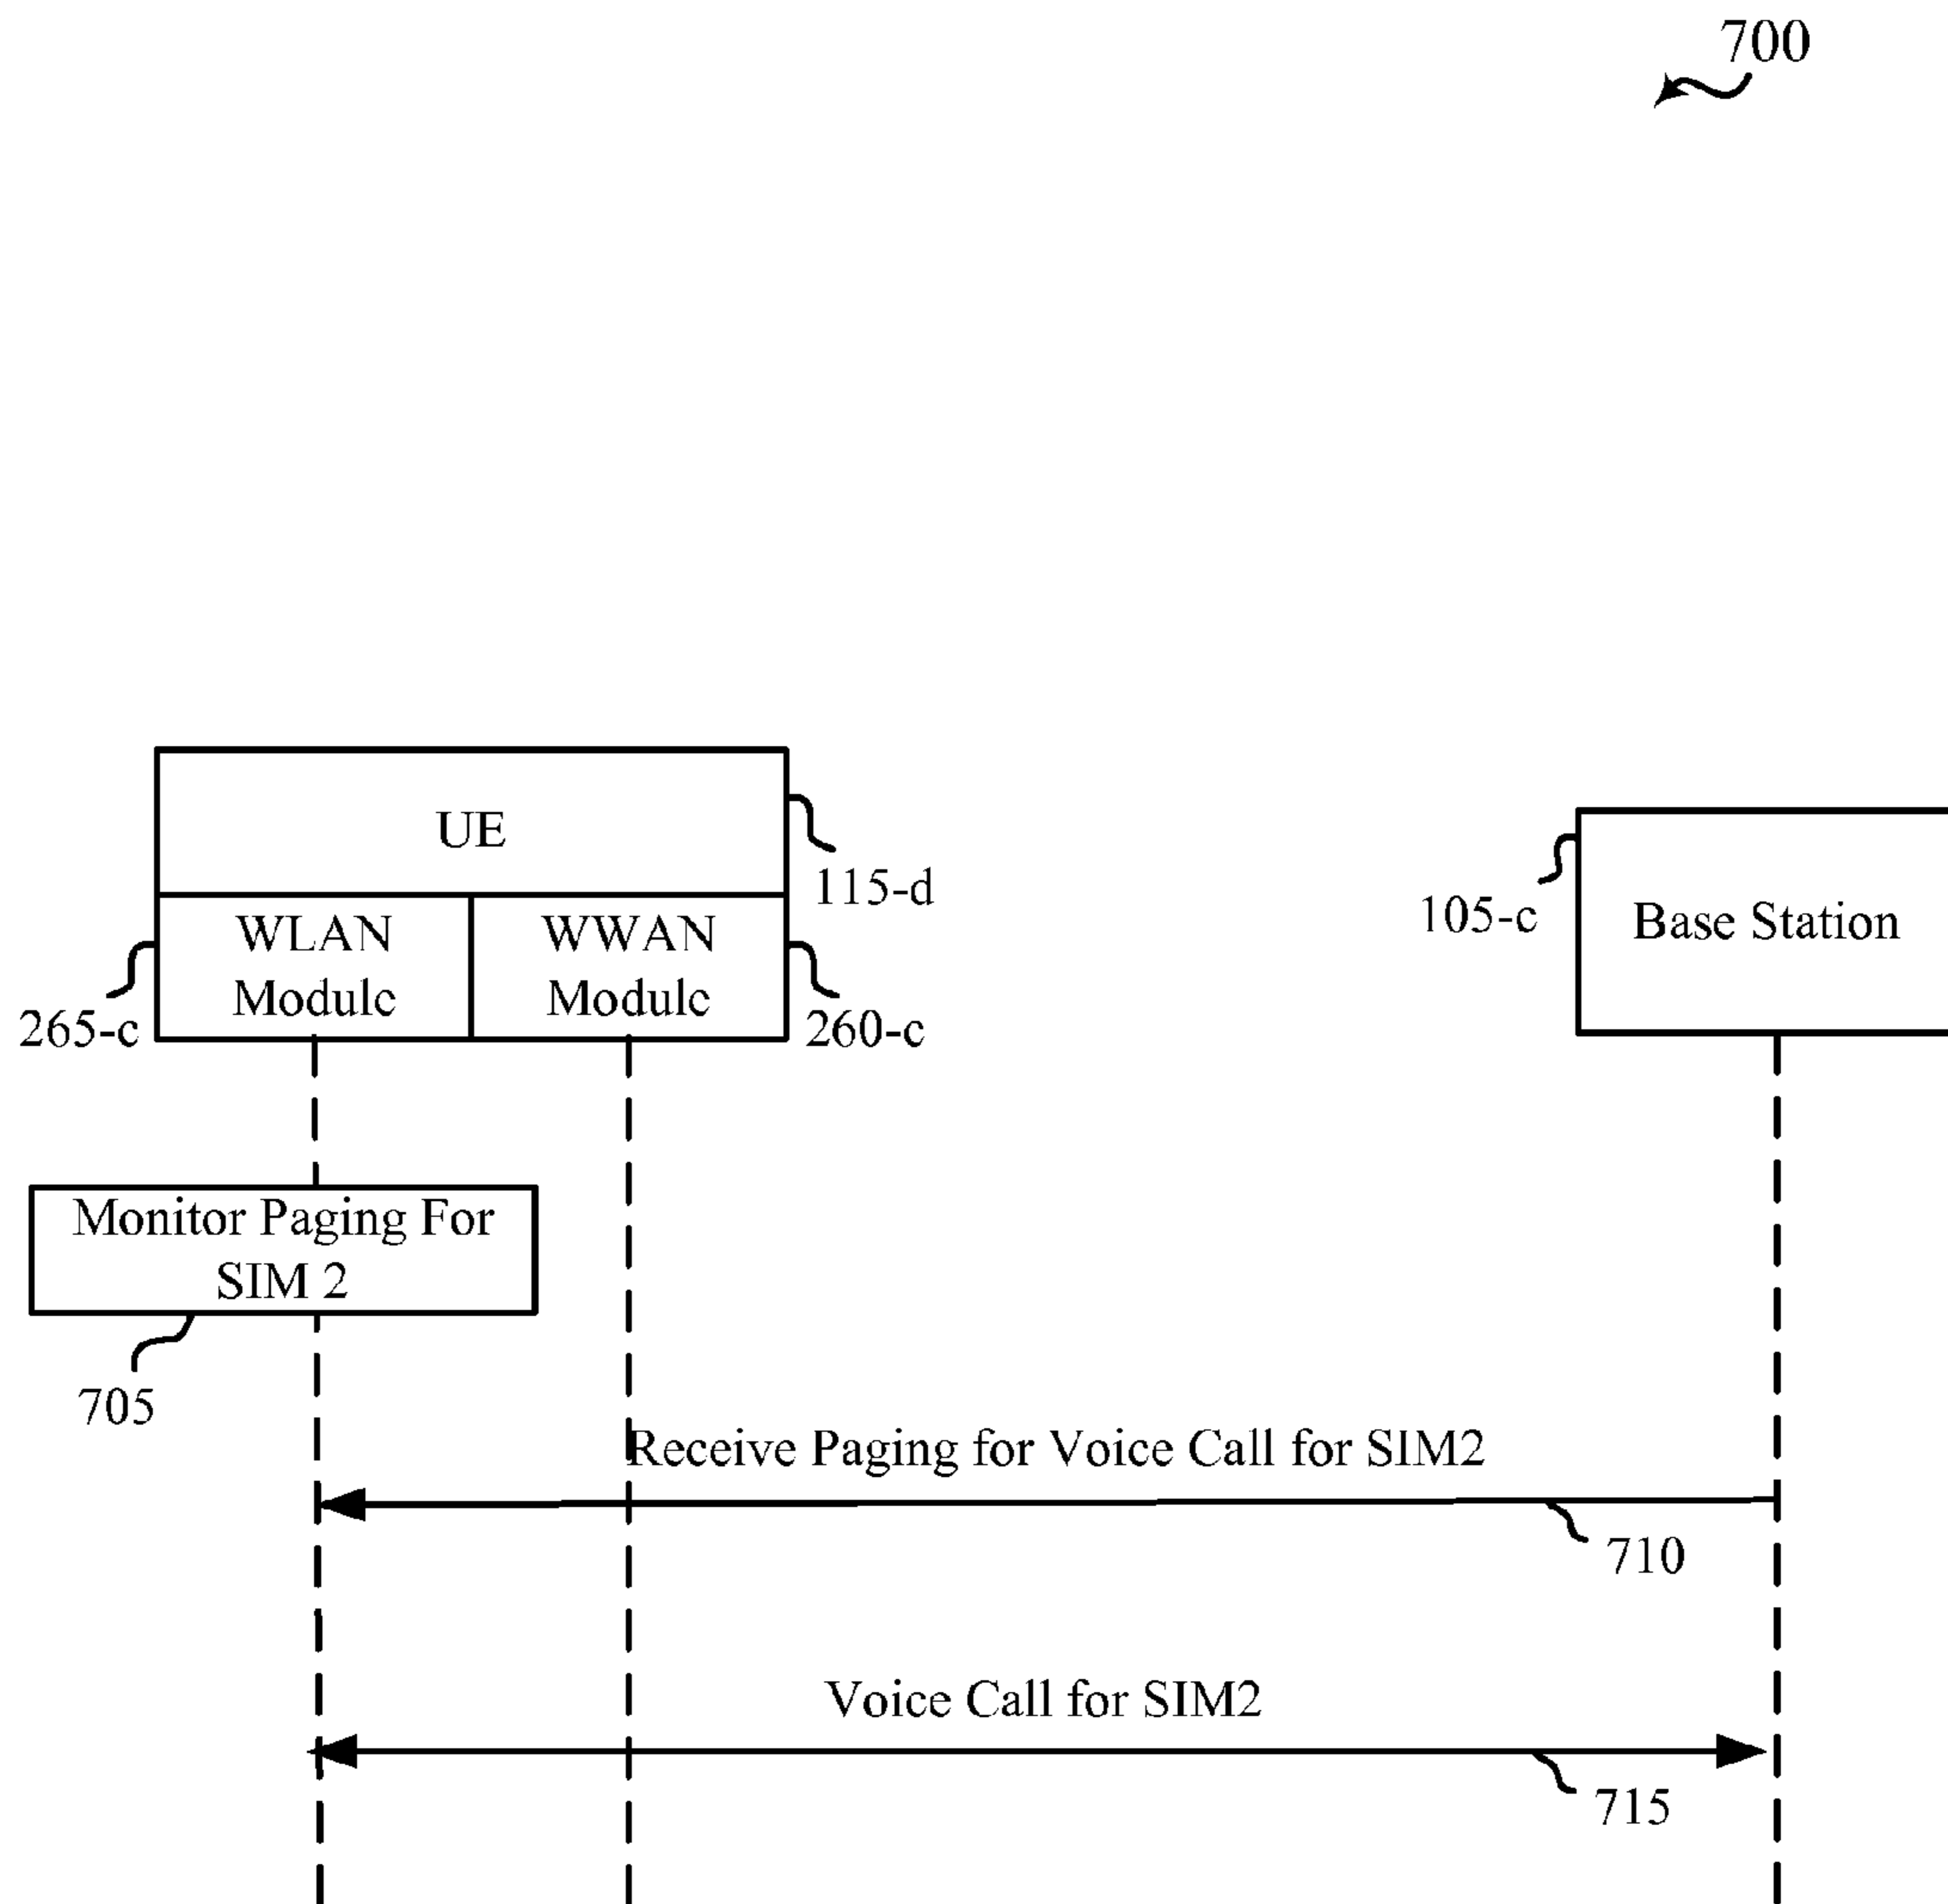 700
UE
115-d
105-c
Base Station
WLAN
Module
WWAN
Module
265-c
260-c
Monitor Paging For
SIM 2
705
Receive Paging for Voice Call for SIM2
710
Voice Call for SIM2
715